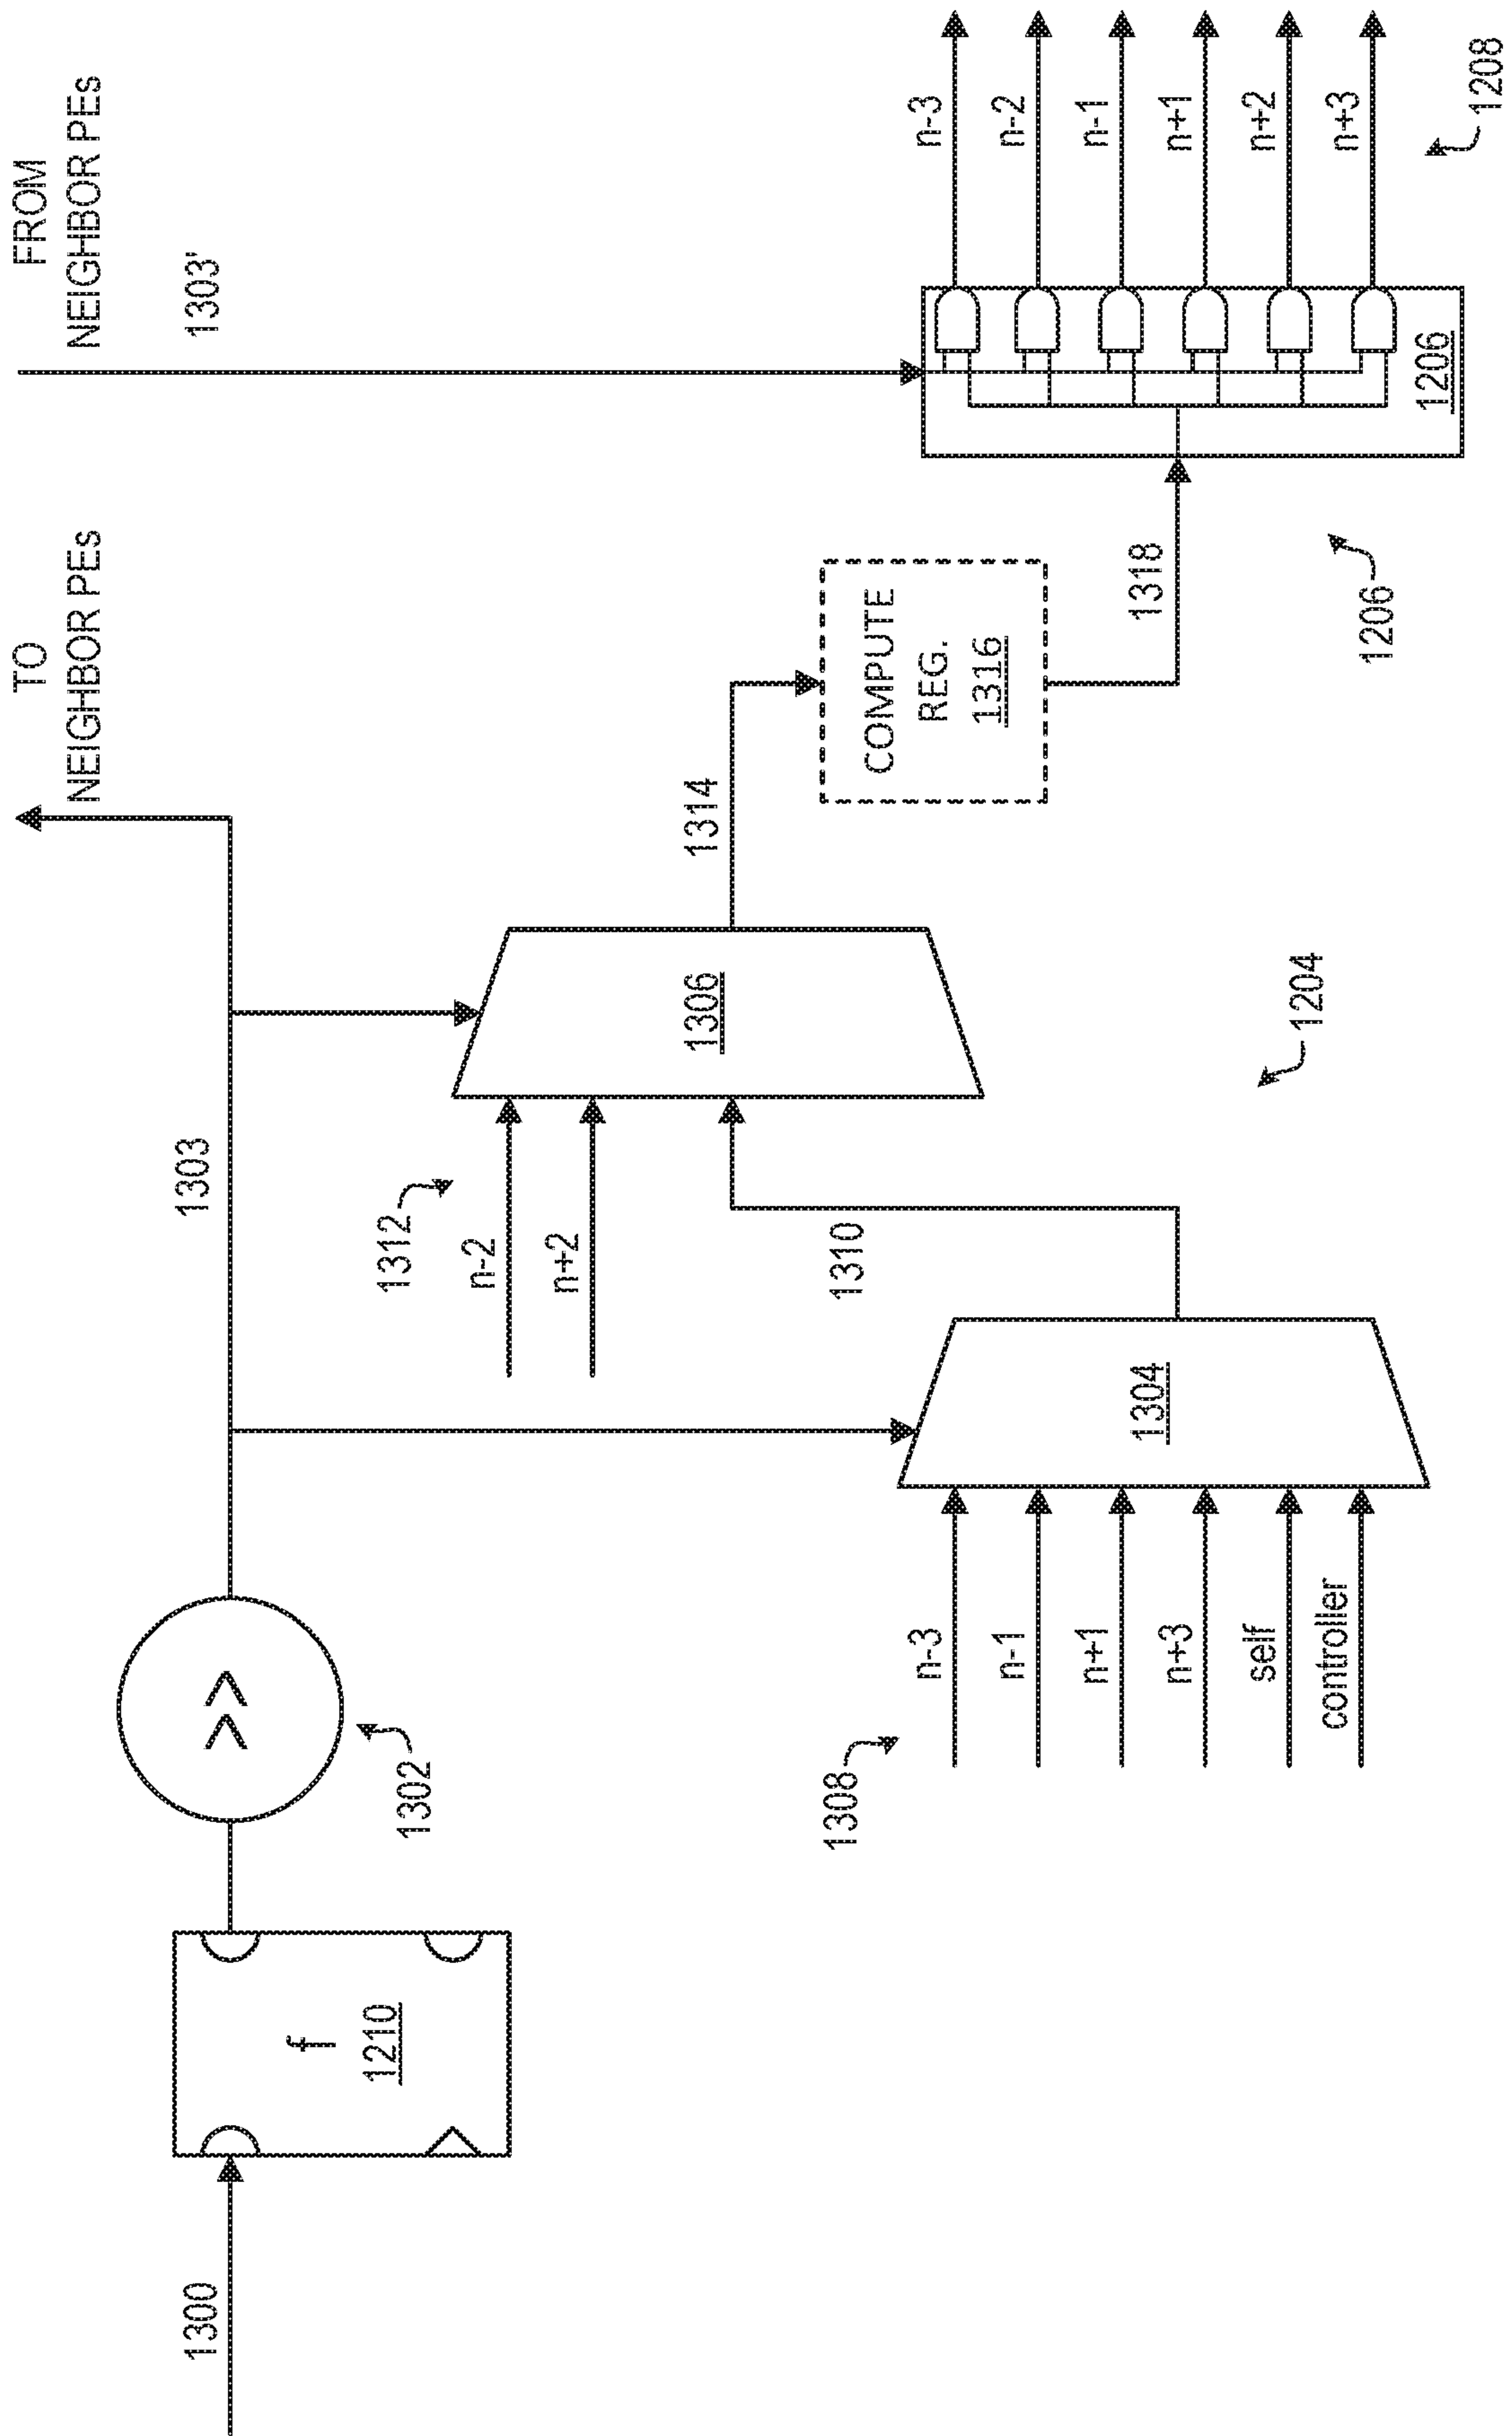 TO
NEIGHBOR PEs
FROM
NEIGHBOR PEs
1300
f
1210
>>
1302
1303
1303'
1312
n-2
n+2
1306
1314
COMPUTE
REG.
1316
1308
n-3
n-1
n+1
n+3
self
controller
1304
1310
1204
1318
1206
1206
n-3
n-2
n-1
n+1
n+2
n+3
1208